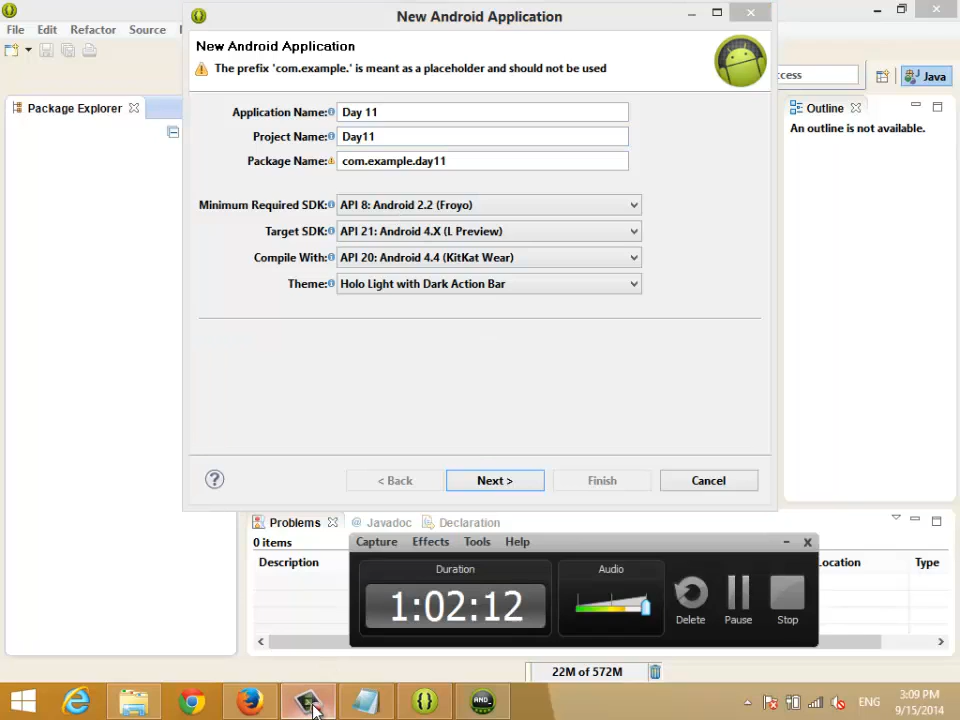 New Android Application
File Edit Refactor Source
New Android Application
The prefix 'com.example.' is meant as a placeholder and should not be used
ccess
Java
Package Explorer
Application Name: Day 11
Project Name: Day11
Package Name: com.example.day11
Outline
An outline is not available.
Minimum Required SDK: API 8: Android 2.2 (Froyo)
Target SDK: API 21: Android 4.X (L Preview)
Compile With: API 20: Android 4.4 (KitKat Wear)
Theme: Holo Light with Dark Action Bar
< Back Next > Finish Cancel
Problems @ Javadoc Declaration
0 items
Capture Effects Tools Help
Description
Location Type
Duration
Audio
1:02:12
Delete Pause Stop
22M of 572M
AND
ENG
3:09 PM
9/15/2014